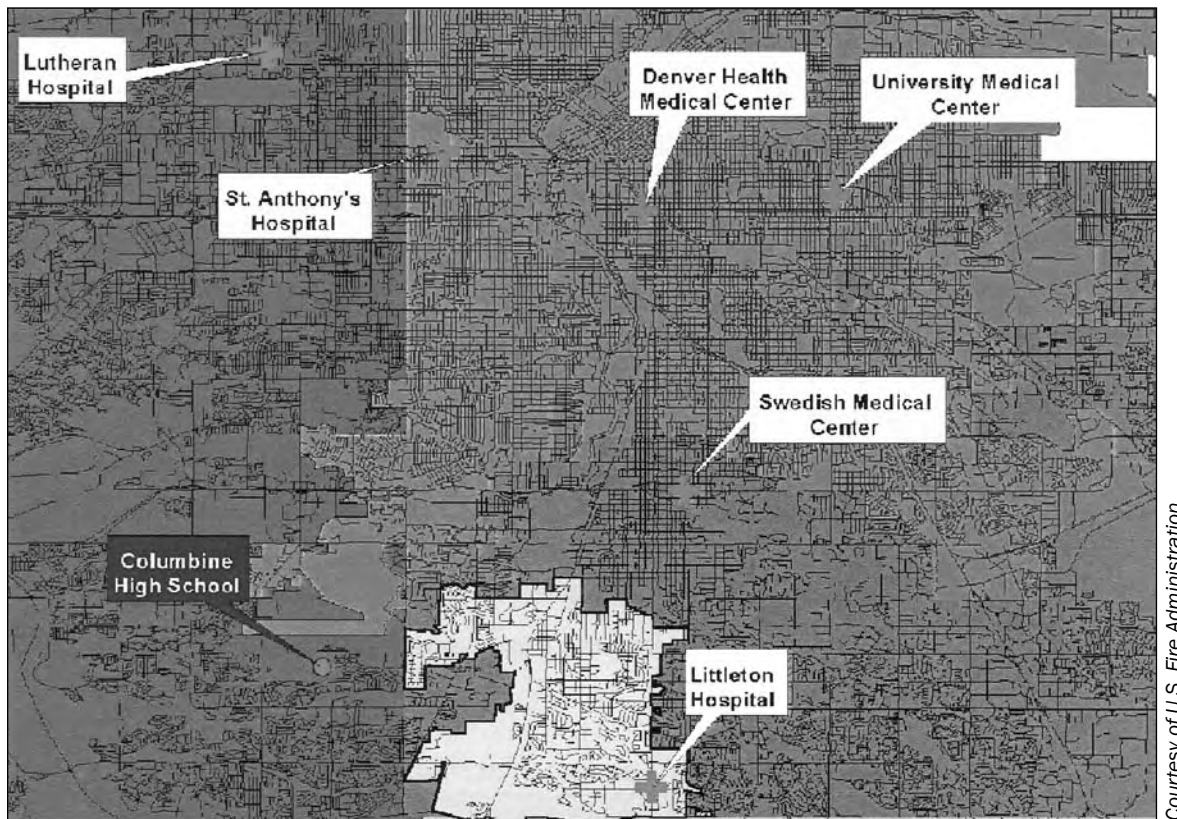 Lutheran
Hospital
Denver Health
Medical Center
University Medical
Center
St. Anthony's
Hospital
Swedish Medical
Center
Columbine
High School
Littleton
Hospital
Courtesy of U.S. Fire Administration